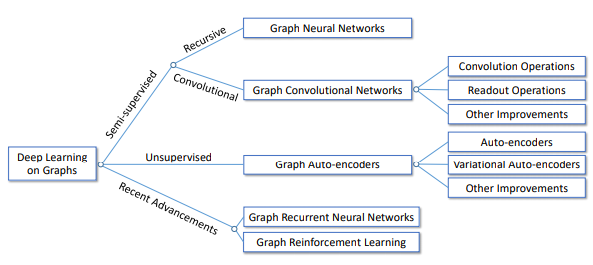 Recursive
Graph Neural Networks
Semi-supervised
Convolutional
Graph Convolutional Networks
Convolution Operations
Readout Operations
Other Improvements
Deep Learning
on Graphs
Unsupervised
Graph Auto-encoders
Auto-encoders
Variational Auto-encoders
Other Improvements
Recent Advancements
Graph Recurrent Neural Networks
Graph Reinforcement Learning